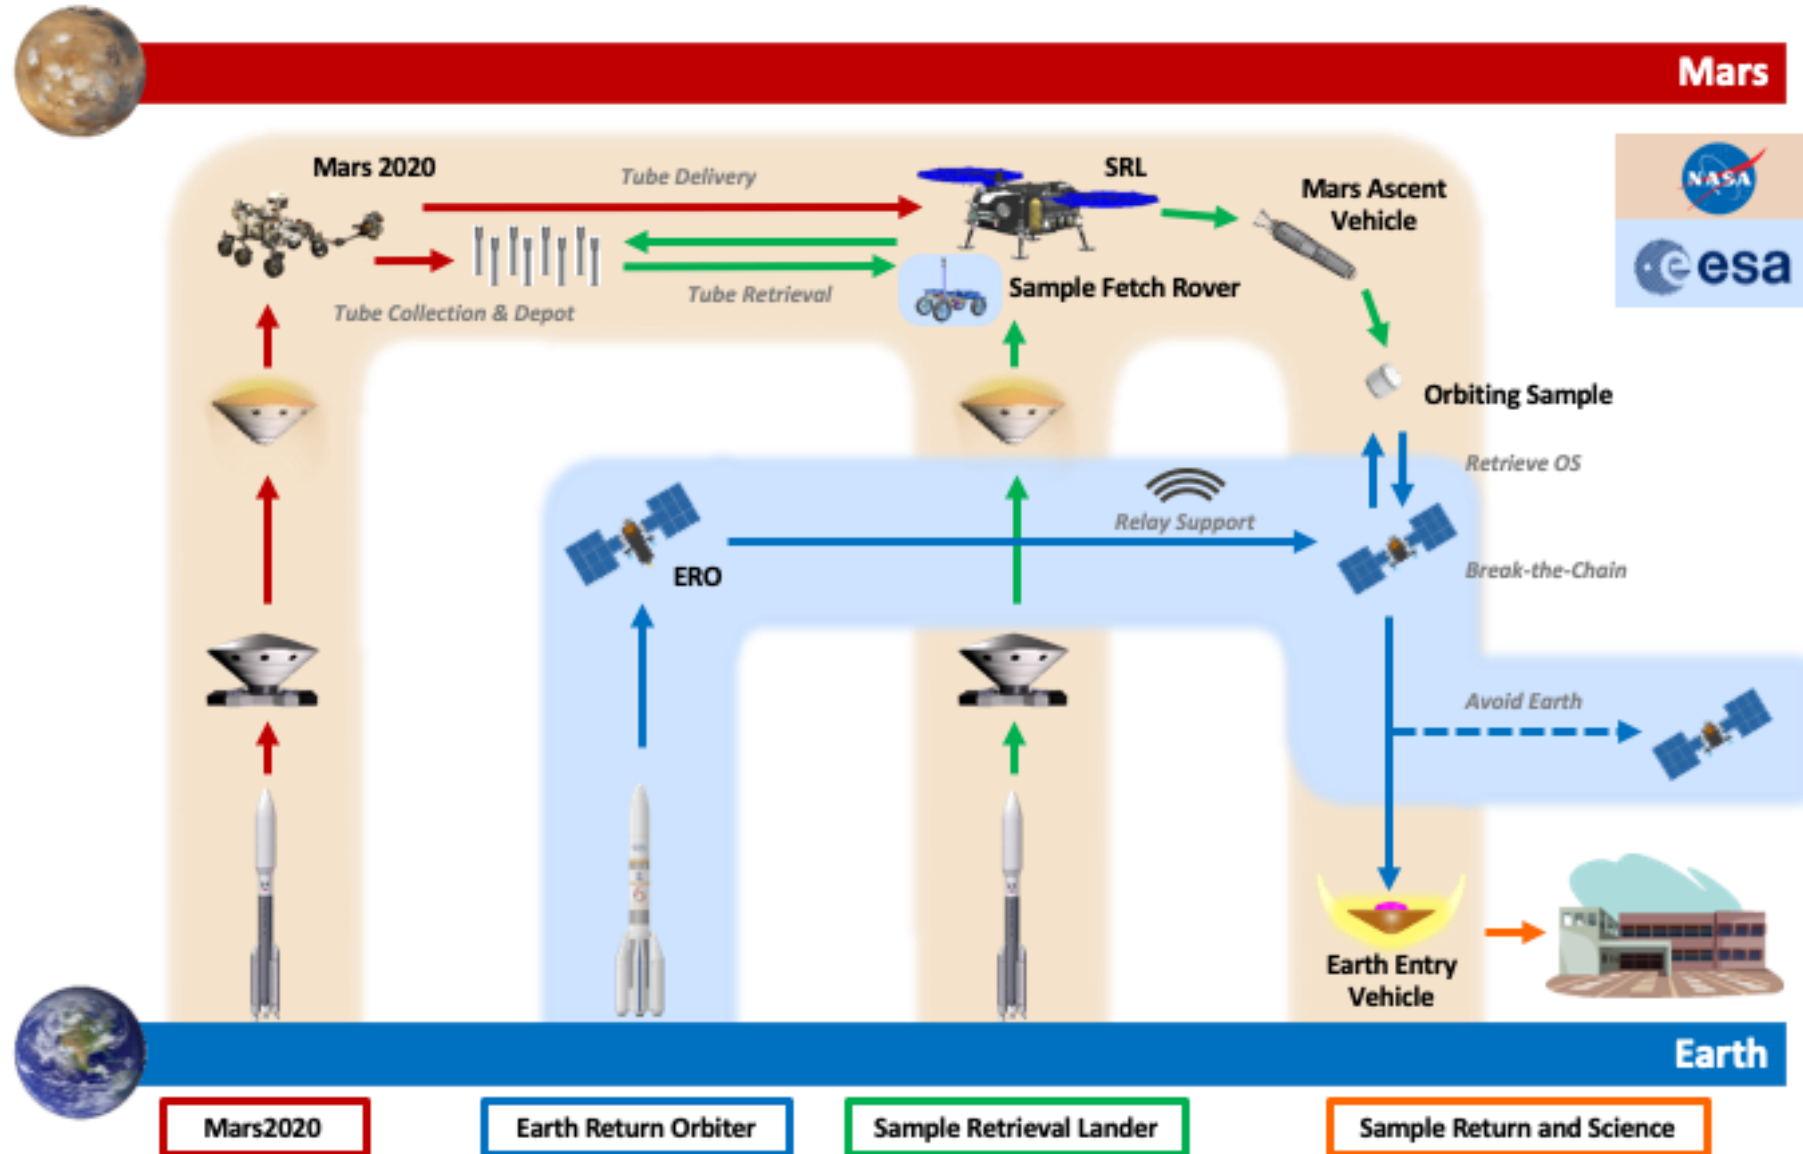 Mars
Mars 2020
Tube Delivery
SRL
Mars Ascent
Vehicle
NASA
esa
Tube Collection & Depot
Tube Retrieval
Sample Fetch Rover
Orbiting Sample
Retrieve OS
Relay Support
ERO
Break-the-Chain
Avoid Earth
Earth Entry
Vehicle
Earth
Mars2020
Earth Return Orbiter
Sample Retrieval Lander
Sample Return and Science